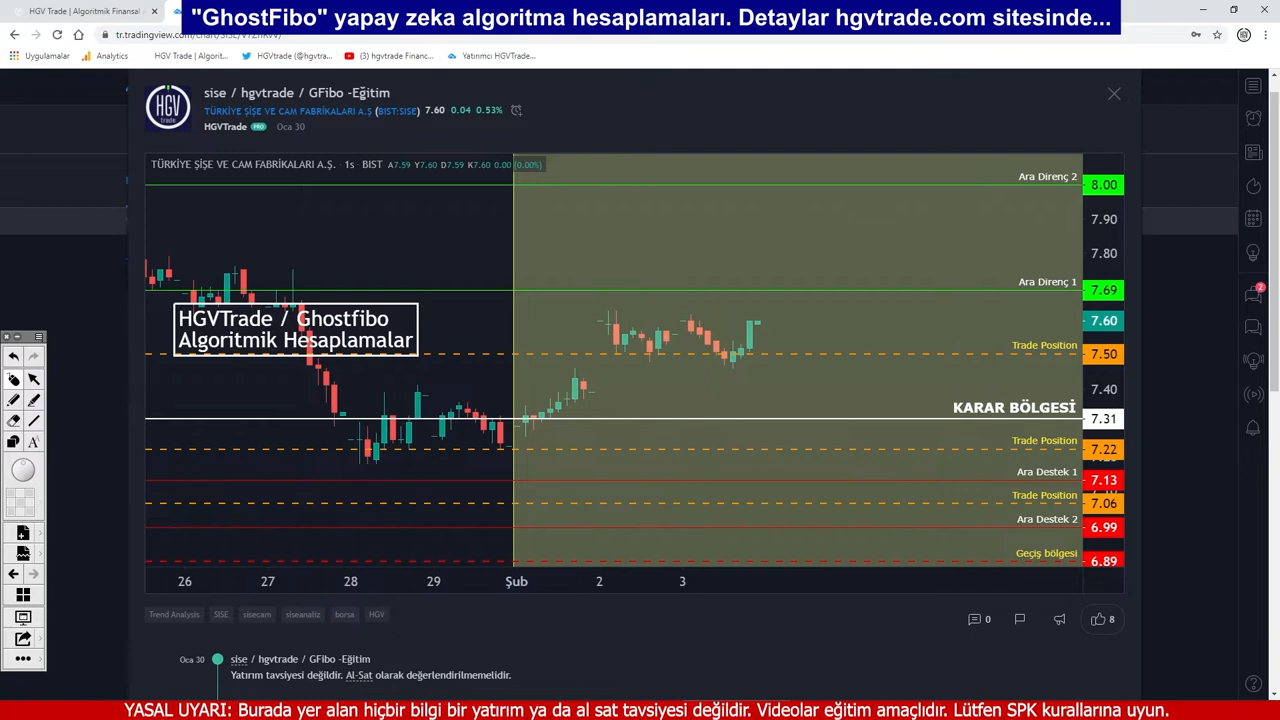 "GhostFibo" yapay zeka algoritma hesaplamaları. Detaylar hgvtrade.com sitesinde...
HGV Trade | Algoritmik Finansal
Uygulamalar
Analytics
HGV Trade | Algorit...
HGVtrade (@hgvtra...
(3) hgvtrade Financ...
Yatırımcı HGVTrade...
HGV
trade
sise / hgvtrade / GFibo -Eğitim
TÜRKİYE ŞİŞE VE CAM FABRİKALARI A.Ş (BIST:SISE) 7.60 0.04 0.53%
HGVTrade PRO Oca 30
TÜRKİYE ŞİŞE VE CAM FABRİKALARI A.Ş. · 1s · BIST A7.59 Y7.60 D7.59 K7.60 0.00 (0.00%)
Ara Direnç 2
8.00
7.90
7.80
Ara Direnç 1
7.69
HGVTrade / Ghostfibo
Algoritmik Hesaplamalar
7.60
Trade Position
7.50
7.40
KARAR BÖLGESİ
7.31
Trade Position
7.22
Ara Destek 1
7.13
Trade Position
7.06
Ara Destek 2
6.99
Geçiş bölgesi
6.89
26 27 28 29 Şub 2 3
Trend Analysis SISE sisecam siseanaliz borsa HGV
0
8
2
A
Oca 30
sise / hgvtrade / GFibo -Eğitim
Yatırım tavsiyesi değildir. Al-Sat olarak değerlendirilmemelidir.
YASAL UYARI: Burada yer alan hiçbir bilgi bir yatırım ya da al sat tavsiyesi değildir. Videolar eğitim amaçlıdır. Lütfen SPK kurallarına uyun.